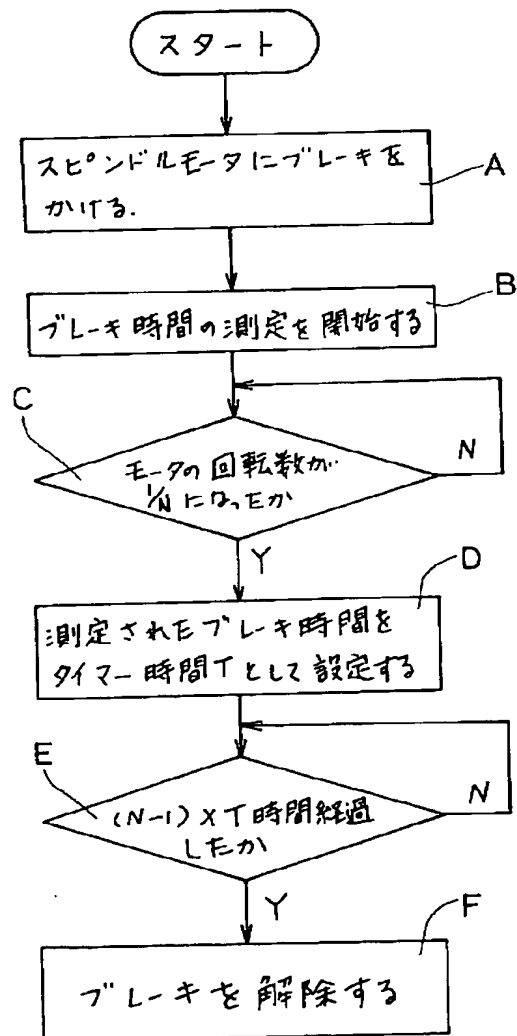 スタート
スピンドルモータにブレーキを
かける.
A
B
ブレーキ時間の測定を開始する
C
モータの回転数が
1/Nになったか
N
Y
D
測定されたブレーキ時間を
タイマー時間Tとして設定する
E
(N-1)×T時間経過
したか
N
Y
F
ブレーキを解除する